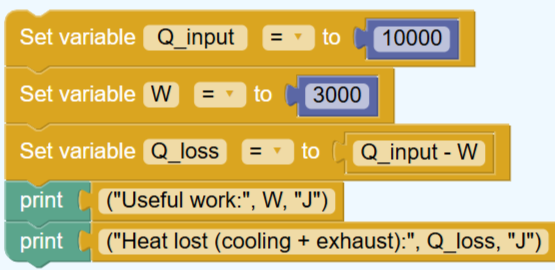 Set variable Q_input = to 10000
Set variable W = to 3000
Set variable Q_loss = to Q_input - W
print ("Useful work:", W, "J")
print ("Heat lost (cooling + exhaust):", Q_loss, "J")